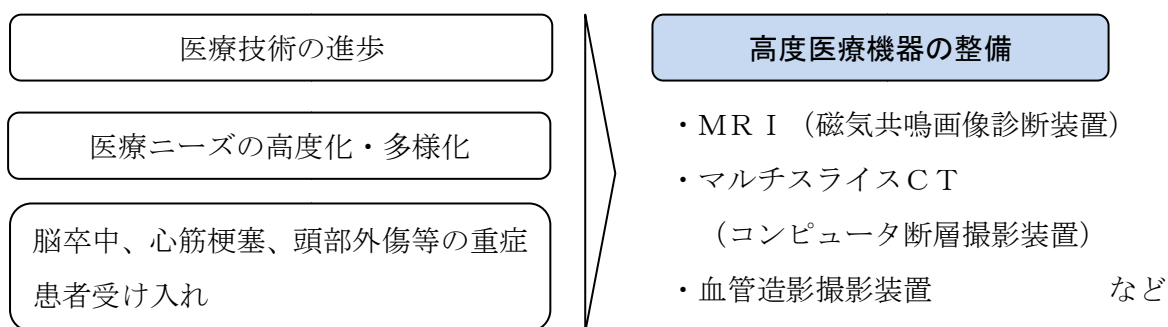 医療技術の進歩
医療ニーズの高度化・多様化
脳卒中、心筋梗塞、頭部外傷等の重症
患者受け入れ
高度医療機器の整備
・ＭＲＩ（磁気共鳴画像診断装置）
・マルチスライスＣＴ
（コンピュータ断層撮影装置）
・血管造影撮影装置　　　　　など